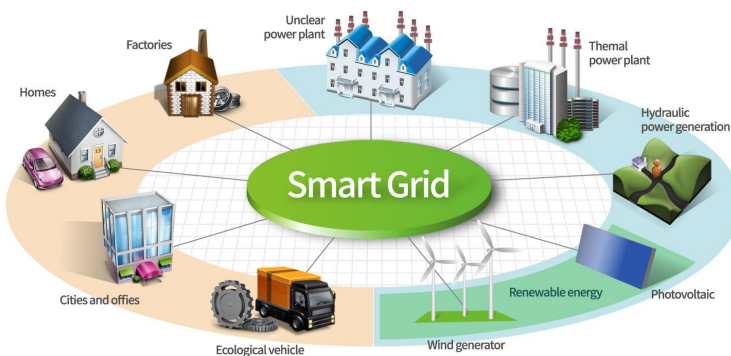 Unclear
power plant
Factories
Themal
power plant
Homes
Hydraulic
power generation
Smart Grid
Cities and offies
Renewable energy
Photovoltaic
Ecological vehicle
Wind generator